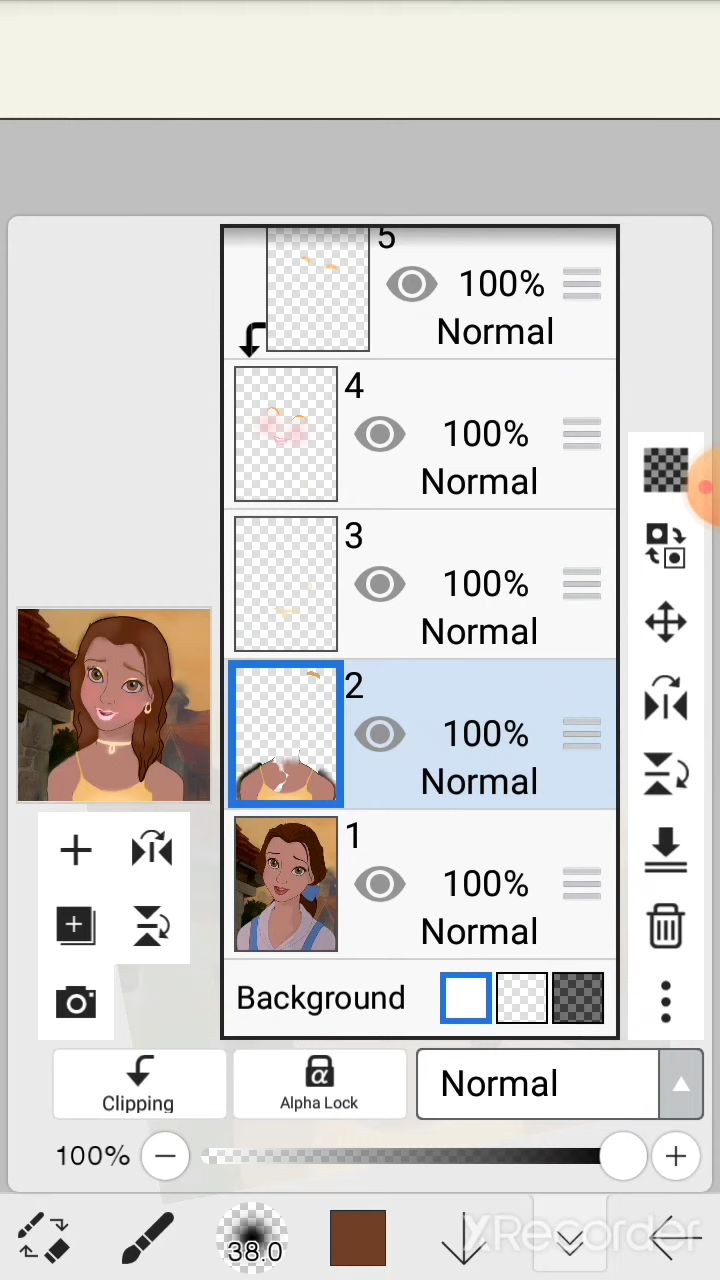 5
100%
Normal
4
100%
Normal
3
100%
Normal
2
100%
Normal
1
100%
Normal
Background
Clipping
α
Alpha Lock
Normal
100%
38.0
XRecorder